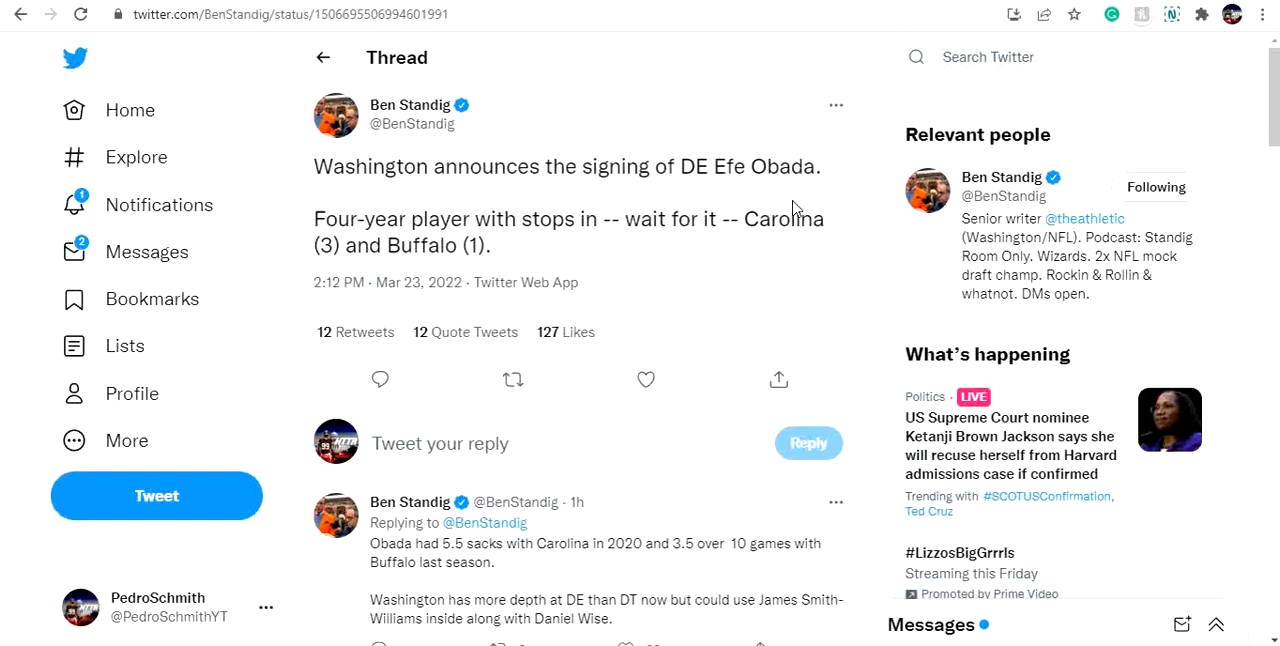 twitter.com/BenStandig/status/1506695506994601991
Home
Explore
1
Notifications
2
Messages
Bookmarks
Lists
Profile
More
Tweet
PedroSchmith
@PedroSchmithYT
Thread
Ben Standig
@BenStandig
Washington announces the signing of DE Efe Obada.
Four-year player with stops in -- wait for it -- Carolina
(3) and Buffalo (1).
2:12 PM · Mar 23, 2022 · Twitter Web App
12 Retweets 12 Quote Tweets 127 Likes
Tweet your reply
Reply
Ben Standig @BenStandig · 1h
Replying to @BenStandig
Obada had 5.5 sacks with Carolina in 2020 and 3.5 over 10 games with
Buffalo last season.
Washington has more depth at DE than DT now but could use James Smith-
Williams inside along with Daniel Wise.
Search Twitter
Relevant people
Ben Standig
@BenStandig
Following
Senior writer @theathletic
(Washington/NFL). Podcast: Standig
Room Only. Wizards. 2x NFL mock
draft champ. Rockin & Rollin &
whatnot. DMs open.
What's happening
Politics · LIVE
US Supreme Court nominee
Ketanji Brown Jackson says she
will recuse herself from Harvard
admissions case if confirmed
Trending with #SCOTUSConfirmation,
Ted Cruz
#LizzosBigGrrrls
Streaming this Friday
Promoted by Prime Video
Messages